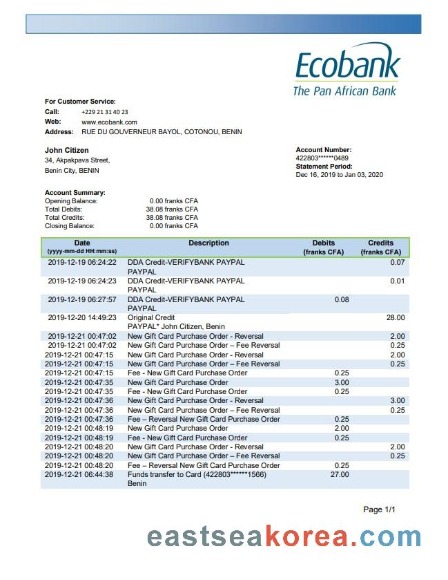 Ecobank
The Pan African Bank
For Customer Service:
Call: +229 21 31 40 23
Web: www.ecobank.com
Address: RUE DU GOUVERNEUR BAYOL, COTONOU, BENIN
John Citizen
34, Akpakpava Street,
Benin City, BENIN
Account Number:
422803******0489
Statement Period:
Dec 16, 2019 to Jan 03, 2020
Account Summary:
Opening Balance: 0.00 franks CFA
Total Debits: 38.08 franks CFA
Total Credits: 38.08 franks CFA
Closing Balance: 0.00 franks CFA
Date Description Debits Credits
(yyyy-mm-dd HH:mm:ss) (franks CFA) (franks CFA)
2019-12-19 06:24:22 DDA Credit-VERIFYBANK PAYPAL 0.07
PAYPAL
2019-12-19 06:24:23 DDA Credit-VERIFYBANK PAYPAL 0.01
PAYPAL
2019-12-19 06:27:57 DDA Credit-VERIFYBANK PAYPAL 0.08
PAYPAL
2019-12-20 14:49:23 Original Credit 28.00
PAYPAL* John Citizen, Benin
2019-12-21 00:47:02 New Gift Card Purchase Order - Reversal 2.00
2019-12-21 00:47:02 New Gift Card Purchase Order – Fee Reversal 0.25
2019-12-21 00:47:15 New Gift Card Purchase Order - Reversal 2.00
2019-12-21 00:47:15 New Gift Card Purchase Order – Fee Reversal 0.25
2019-12-21 00:47:15 Fee - New Gift Card Purchase Order 0.25
2019-12-21 00:47:35 New Gift Card Purchase Order 3.00
2019-12-21 00:47:35 Fee - New Gift Card Purchase Order 0.25
2019-12-21 00:47:36 New Gift Card Purchase Order - Reversal 3.00
2019-12-21 00:47:36 New Gift Card Purchase Order – Fee Reversal 0.25
2019-12-21 00:47:36 Fee – Reversal New Gift Card Purchase Order 0.25
2019-12-21 00:48:19 New Gift Card Purchase Order 2.00
2019-12-21 00:48:19 Fee - New Gift Card Purchase Order 0.25
2019-12-21 00:48:20 New Gift Card Purchase Order - Reversal 2.00
2019-12-21 00:48:20 New Gift Card Purchase Order – Fee Reversal 0.25
2019-12-21 00:48:20 Fee – Reversal New Gift Card Purchase Order 0.25
2019-12-21 06:44:38 Funds transfer to Card (422803******1566) 27.00
Benin
Page 1/1
eastseakorea.com